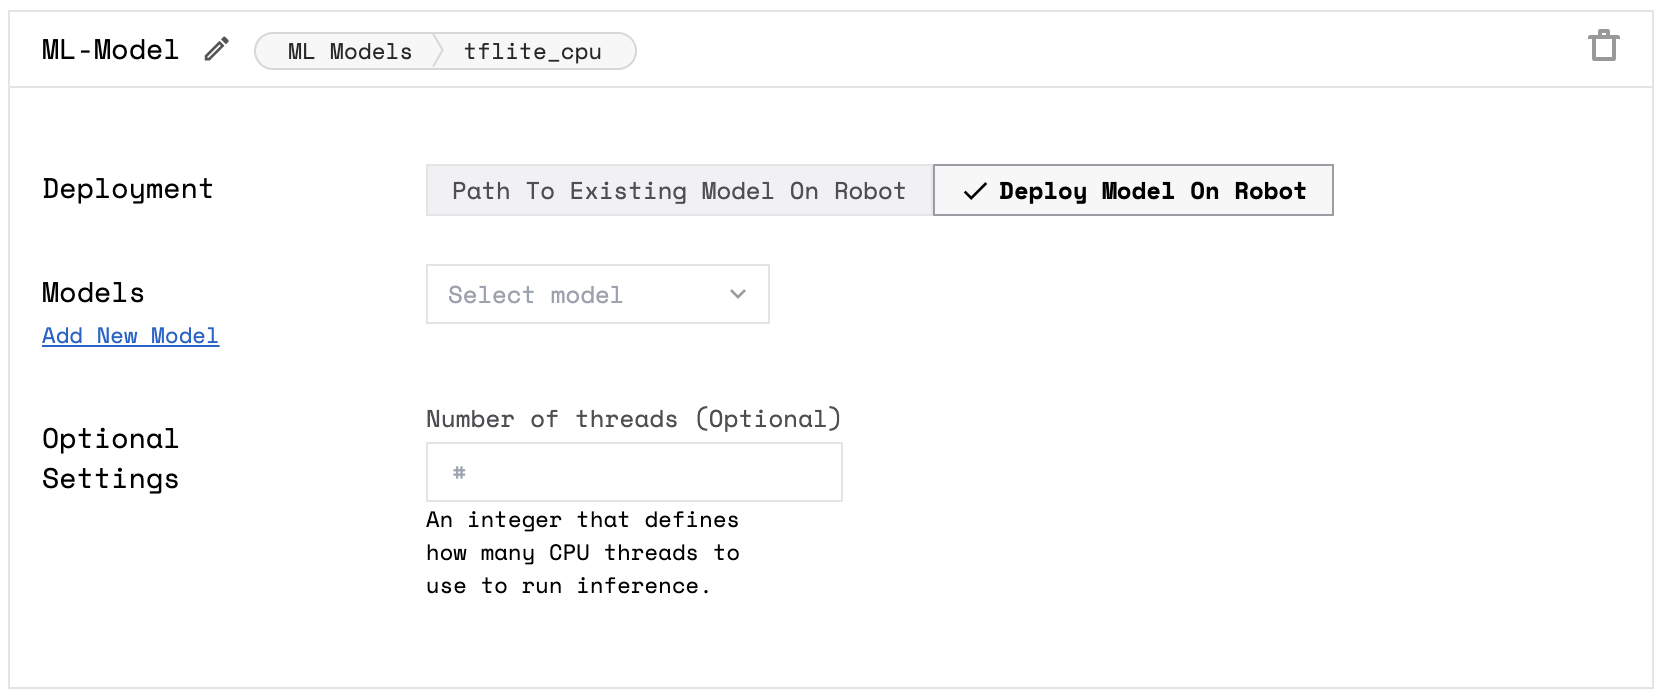 ML-Model
ML Models
tflite_cpu
Deployment
Path To Existing Model On Robot
Deploy Model On Robot
Models
Select model
Add New Model
Optional
Settings
Number of threads (Optional)
#
An integer that defines
how many CPU threads to
use to run inference.